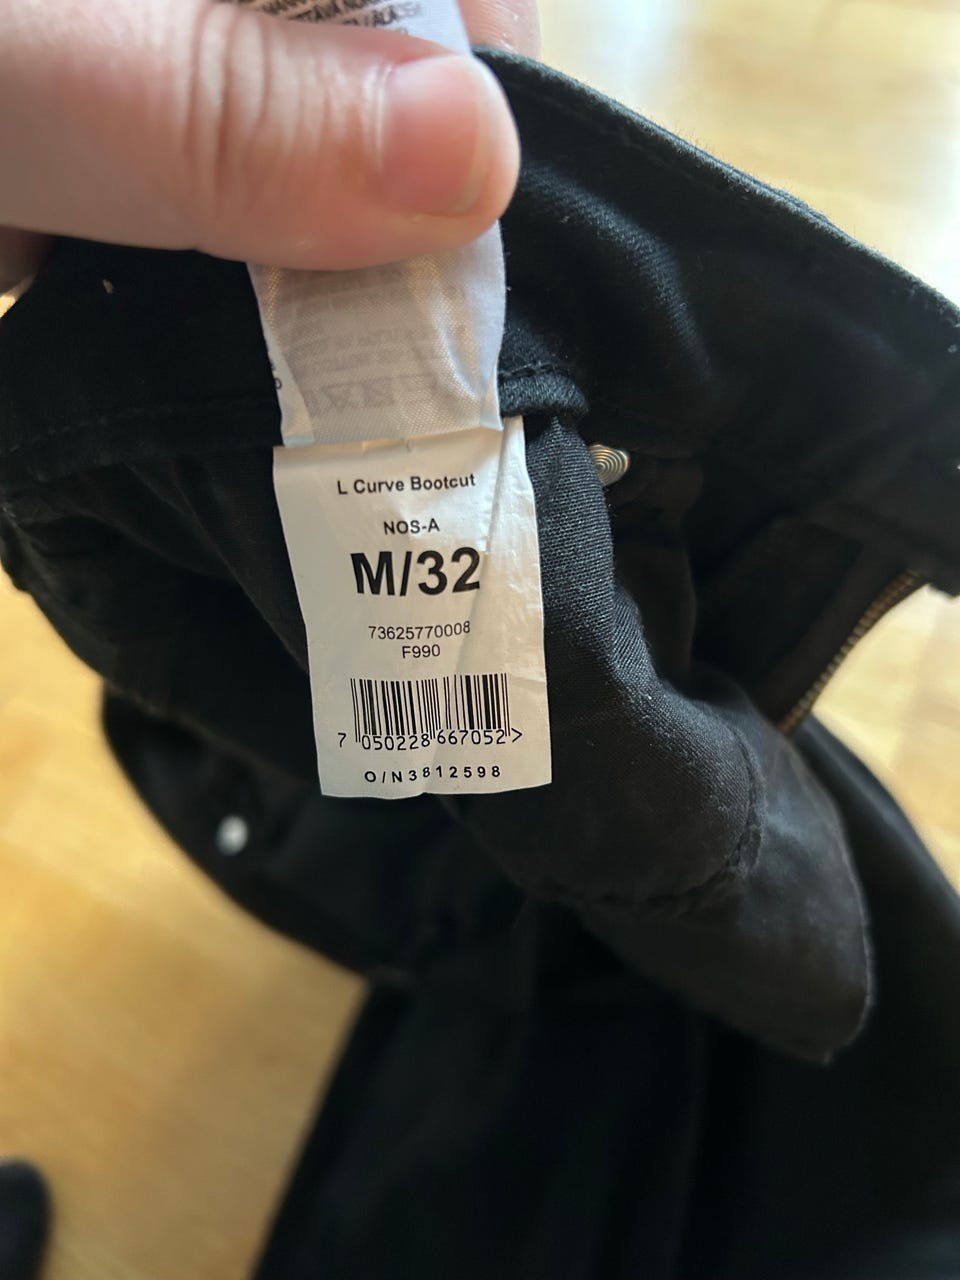 L Curve Bootcut
NOS-A
M/32
73625770008
F990
7 050228 667052 >
O/N3812598